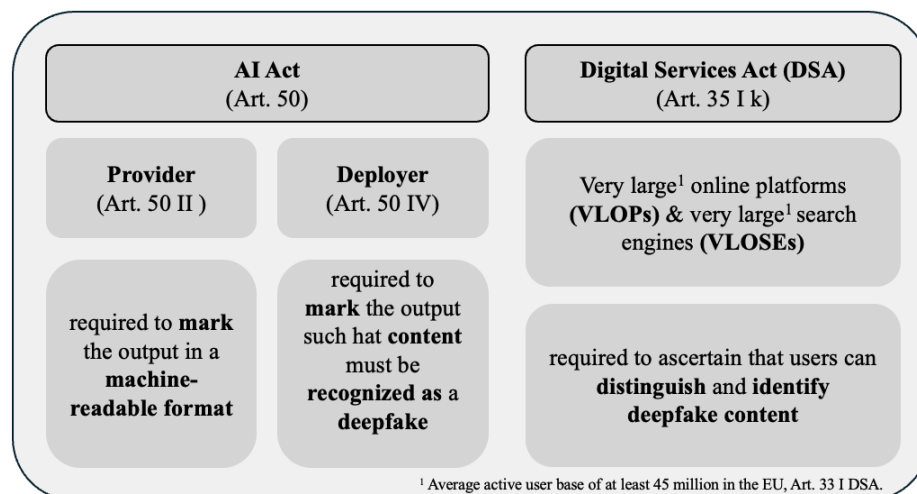 AI Act
(Art. 50)
Digital Services Act (DSA)
(Art. 35 I k)
Provider
(Art. 50 II )
Deployer
(Art. 50 IV)
Very large¹ online platforms
(VLOPs) & very large¹ search
engines (VLOSEs)
required to mark
the output in a
machine-
readable format
required to
mark the output
such hat content
must be
recognized as a
deepfake
required to ascertain that users can
distinguish and identify
deepfake content
¹ Average active user base of at least 45 million in the EU, Art. 33 I DSA.